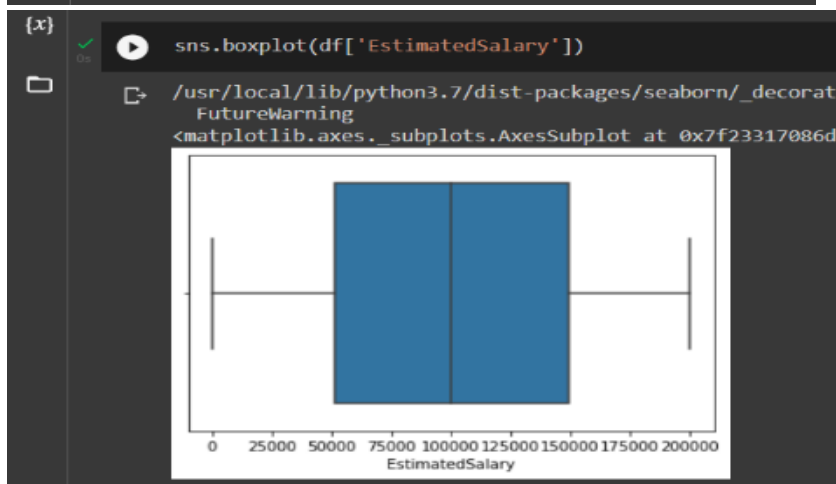 {x}
sns.boxplot(df['EstimatedSalary'])
0s
/usr/local/lib/python3.7/dist-packages/seaborn/_decorat
FutureWarning
<matplotlib.axes._subplots.AxesSubplot at 0x7f23317086d
0 25000 50000 75000 100000 125000 150000 175000 200000
EstimatedSalary